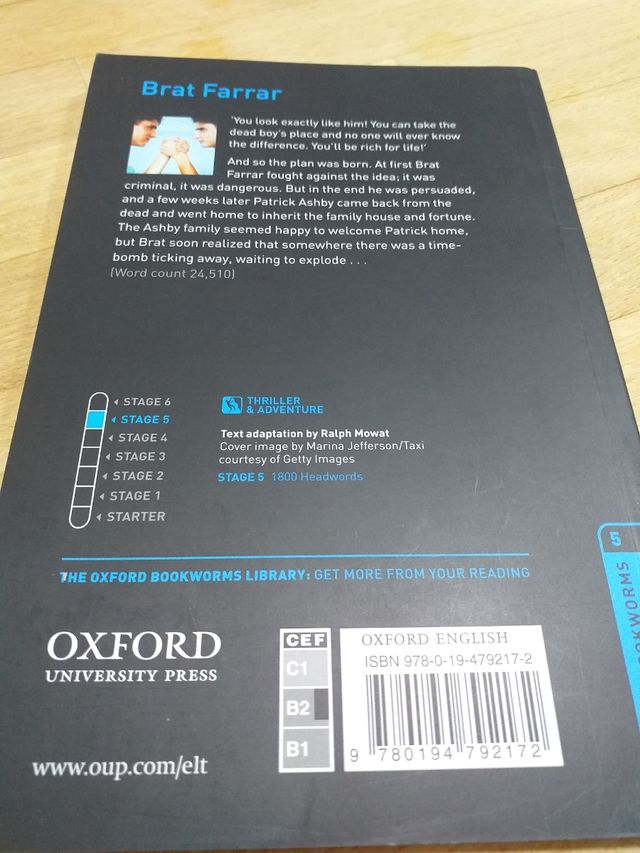 Brat Farrar
'You look exactly like him! You can take the
dead boy's place and no one will ever know
the difference. You'll be rich for life!'
And so the plan was born. At first Brat
Farrar fought against the idea; it was
criminal, it was dangerous. But in the end he was persuaded,
and a few weeks later Patrick Ashby came back from the
dead and went home to inherit the family house and fortune.
The Ashby family seemed happy to welcome Patrick home,
but Brat soon realized that somewhere there was a time-
bomb ticking away, waiting to explode . . .
(Word count 24,510)
STAGE 6
STAGE 5
STAGE 4
STAGE 3
STAGE 2
STAGE 1
STARTER
THRILLER
& ADVENTURE
Text adaptation by Ralph Mowat
Cover image by Marina Jefferson/Taxi
courtesy of Getty Images
STAGE 5 1800 Headwords
5
OKWORMS
THE OXFORD BOOKWORMS LIBRARY: GET MORE FROM YOUR READING
OXFORD
UNIVERSITY PRESS
www.oup.com/elt
CEF
C1
B2
B1
OXFORD ENGLISH
ISBN 978-0-19-479217-2
9 780194 792172